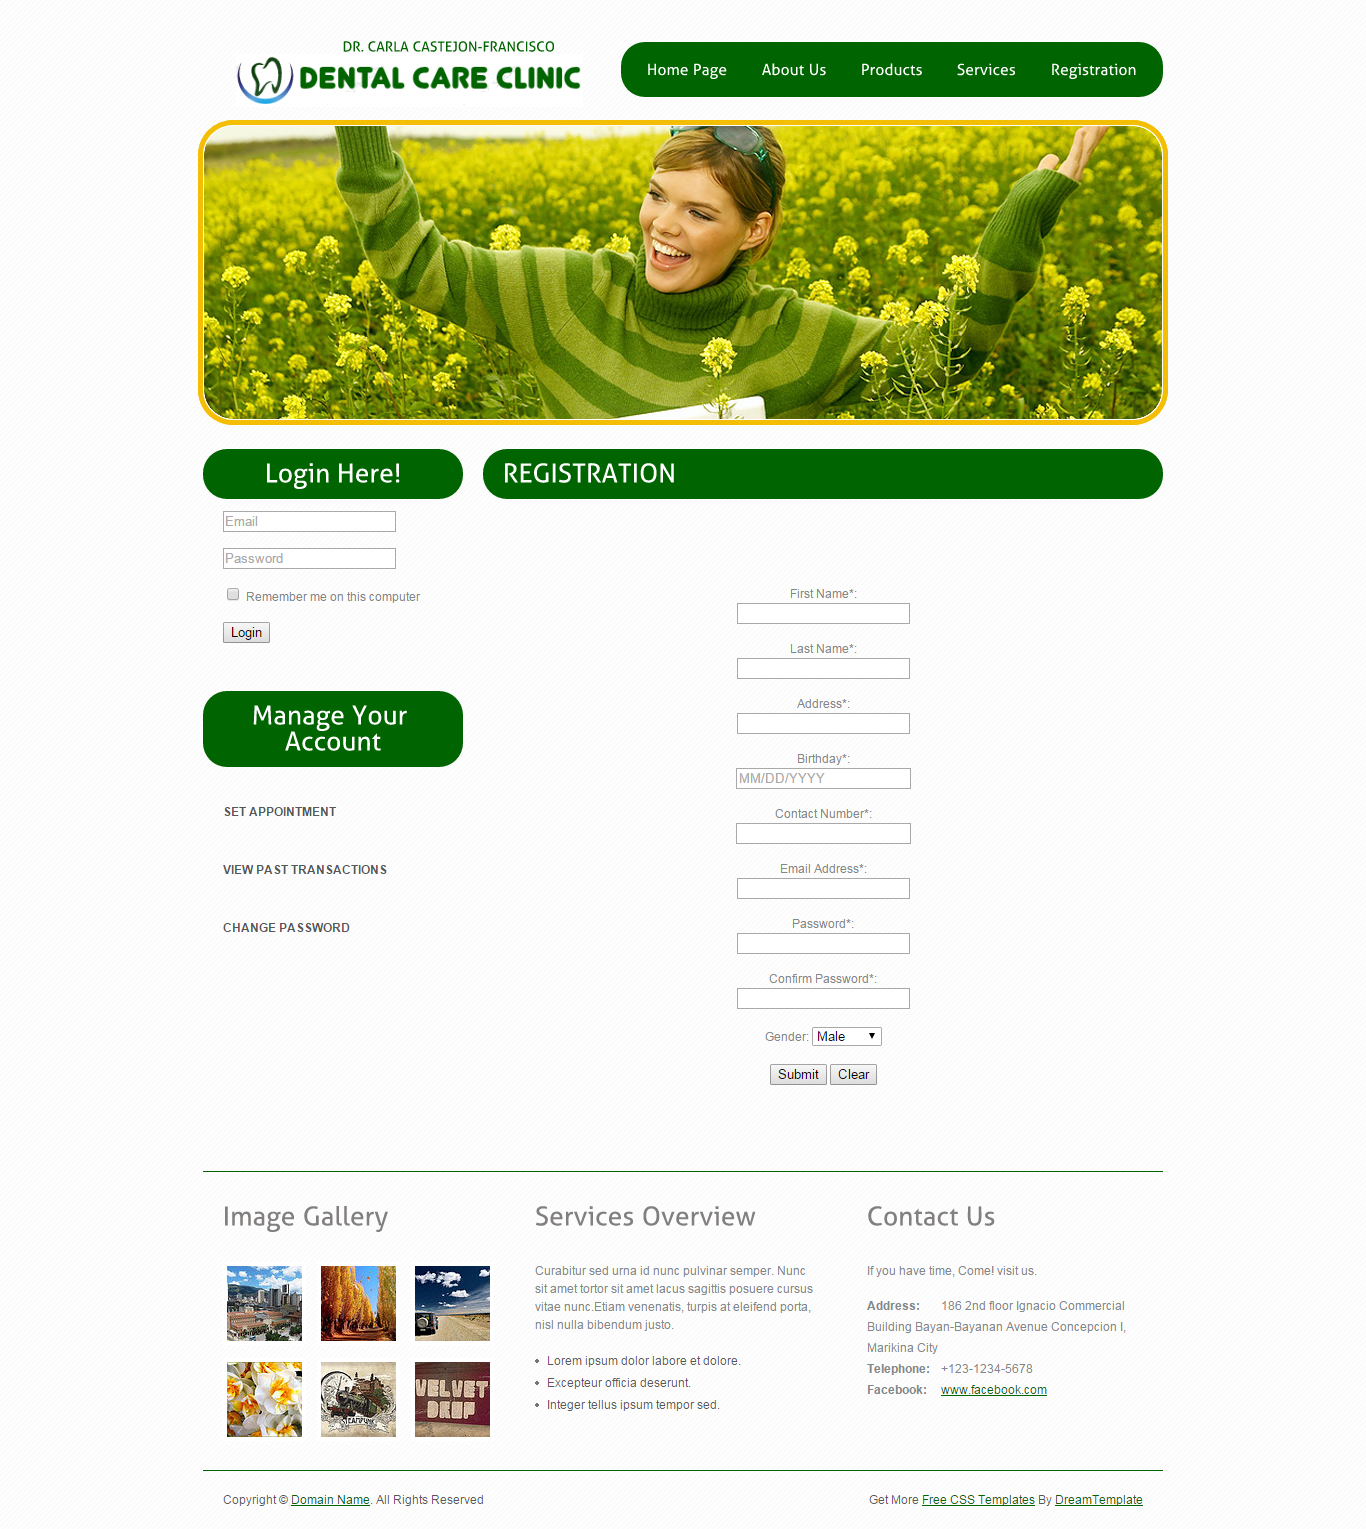 DR. CARLA CASTEJON-FRANCISCO
DENTAL CARE CLINIC
Home Page About Us Products Services Registration
Login Here!
Email
Password
Remember me on this computer
Login
Manage Your
Account
SET APPOINTMENT
VIEW PAST TRANSACTIONS
CHANGE PASSWORD
REGISTRATION
First Name*:
Last Name*:
Address*:
Birthday*:
MM/DD/YYYY
Contact Number*:
Email Address*:
Password*:
Confirm Password*:
Gender: Male
Submit Clear
Image Gallery
STEAMPUNK
VELVET
DROP
Services Overview
Curabitur sed urna id nunc pulvinar semper. Nunc
sit amet tortor sit amet lacus sagittis posuere cursus
vitae nunc.Etiam venenatis, turpis at eleifend porta,
nisl nulla bibendum justo.
Lorem ipsum dolor labore et dolore.
Excepteur officia deserunt.
Integer tellus ipsum tempor sed.
Contact Us
If you have time, Come! visit us.
Address: 186 2nd floor Ignacio Commercial
Building Bayan-Bayanan Avenue Concepcion I,
Marikina City
Telephone: +123-1234-5678
Facebook: www.facebook.com
Copyright © Domain Name. All Rights Reserved
Get More Free CSS Templates By DreamTemplate